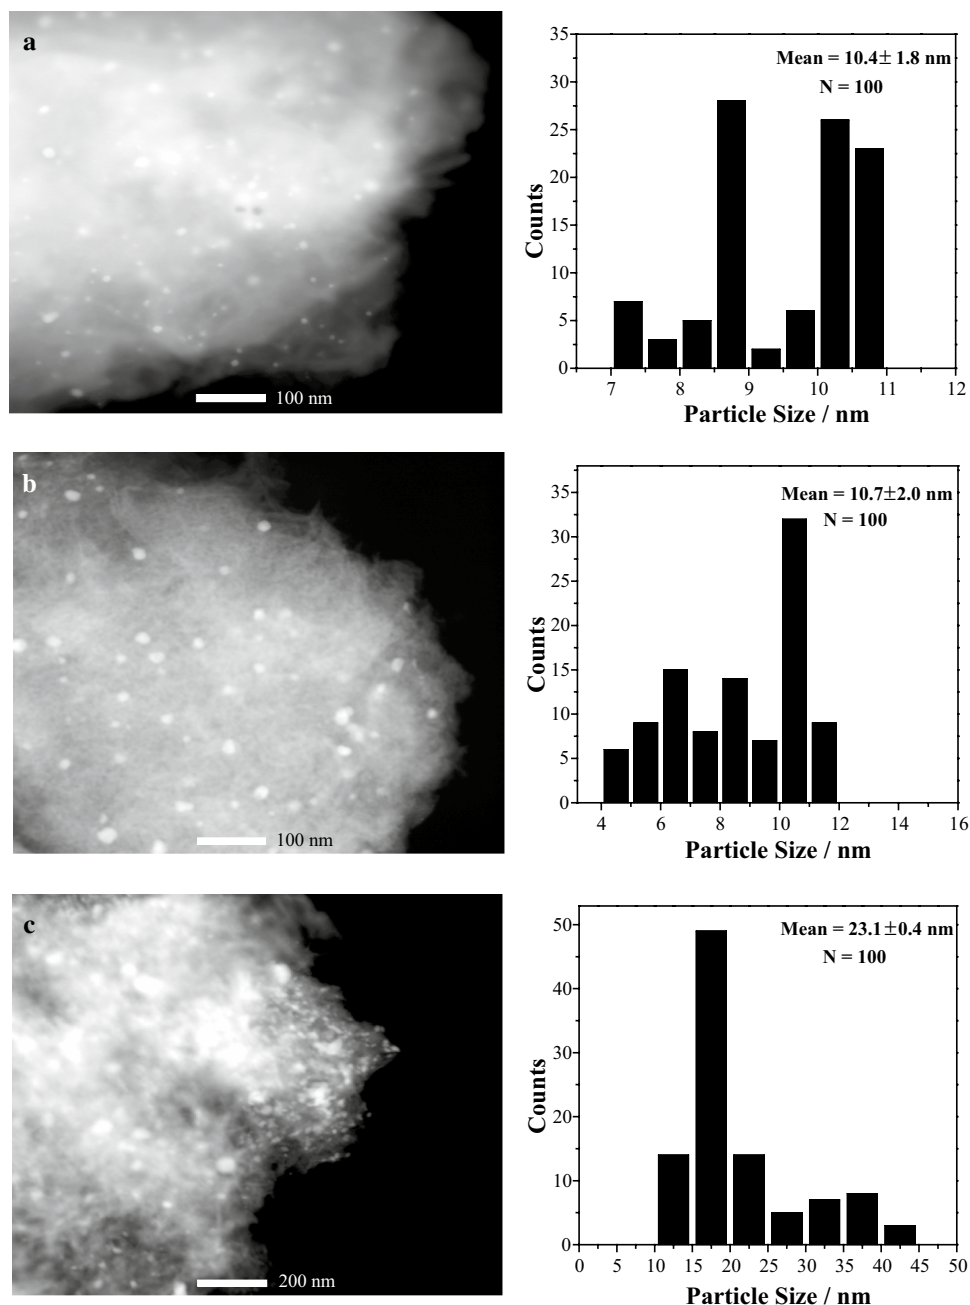 a
100 nm
Mean = 10.4± 1.8 nm
N = 100
35
30
25
20
15
10
5
0
Counts
7 8 9 10 11 12
Particle Size / nm
b
100 nm
Mean = 10.7±2.0 nm
N = 100
35
30
25
20
15
10
5
0
Counts
4 6 8 10 12 14 16
Particle Size / nm
c
200 nm
Mean = 23.1±0.4 nm
N = 100
50
40
30
20
10
0
Counts
0 5 10 15 20 25 30 35 40 45 50
Particle Size / nm